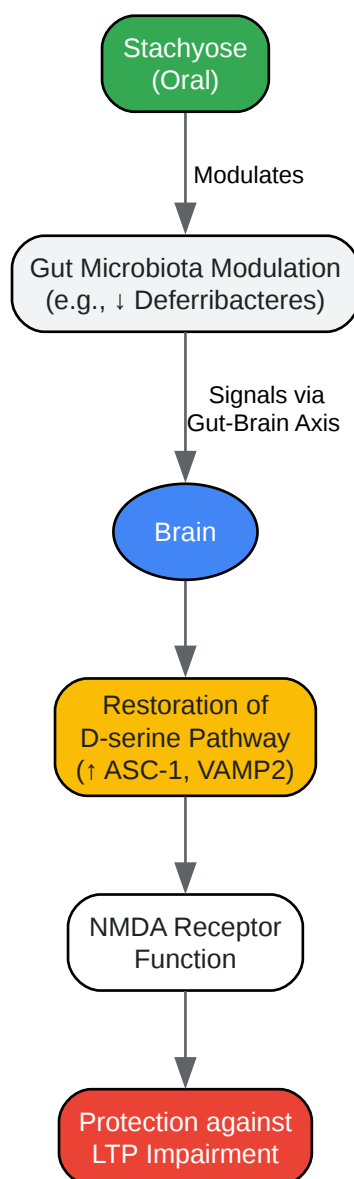 Stachyose
(Oral)
Modulates
Gut Microbiota Modulation
(e.g., ↓ Deferribacteres)
Signals via
Gut-Brain Axis
Brain
Restoration of
D-serine Pathway
(↑ ASC-1, VAMP2)
NMDA Receptor
Function
Protection against
LTP Impairment